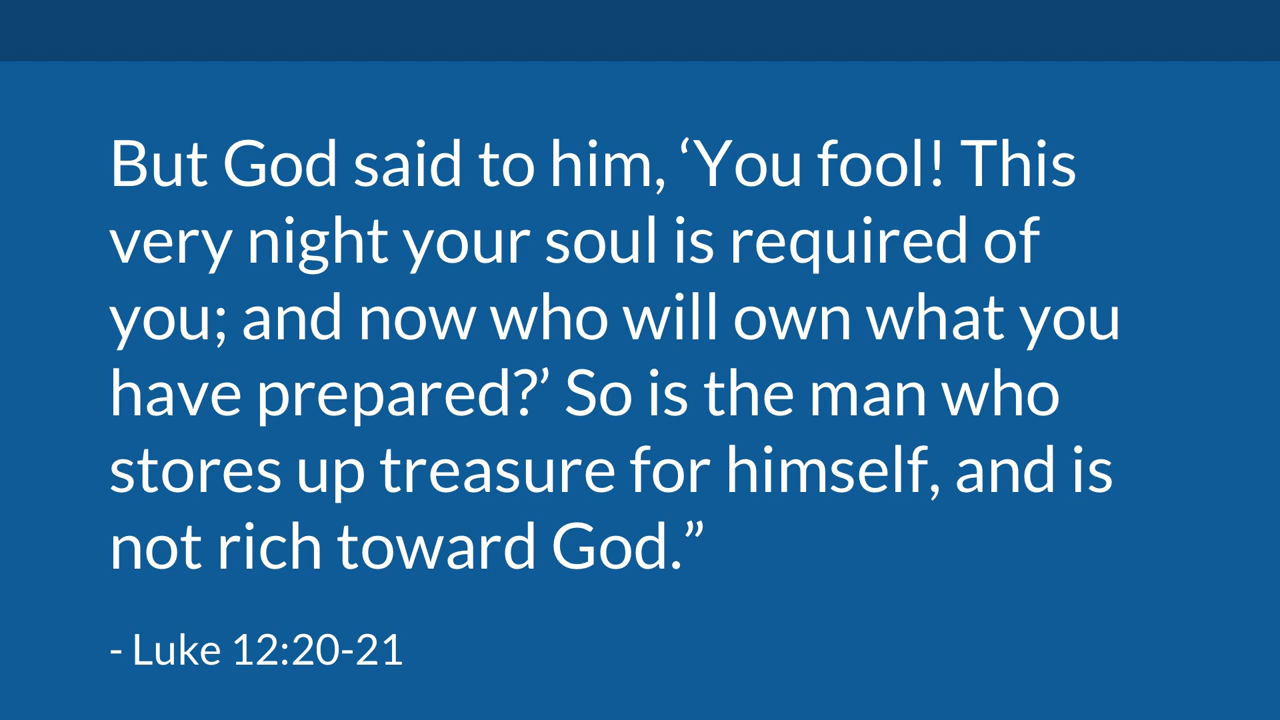 But God said to him, ‘You fool! This
very night your soul is required of
you; and now who will own what you
have prepared?’ So is the man who
stores up treasure for himself, and is
not rich toward God.”
- Luke 12:20-21